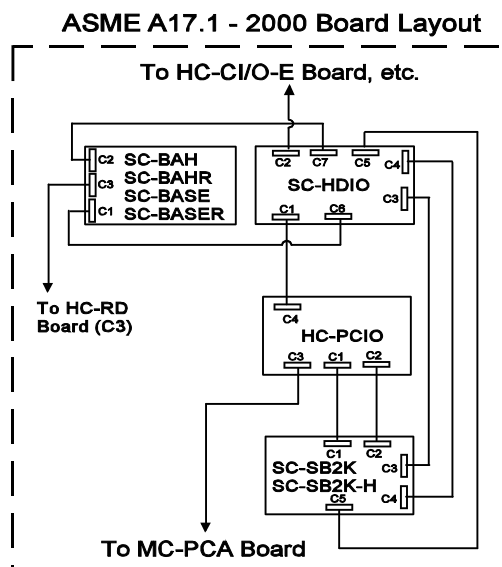 ASME A17.1 - 2000 Board Layout
To HC-CI/O-E Board, etc.
C2 SC-BAH
C3 SC-BAHR
SC-BASE
C1 SC-BASER
C2 C7 C5 C4
SC-HDIO
C3
C1 C6
To HC-RD
Board (C3)
C4
HC-PCIO
C3 C1 C2
C1 C2
SC-SB2K C3
SC-SB2K-H
C5 C4
To MC-PCA Board